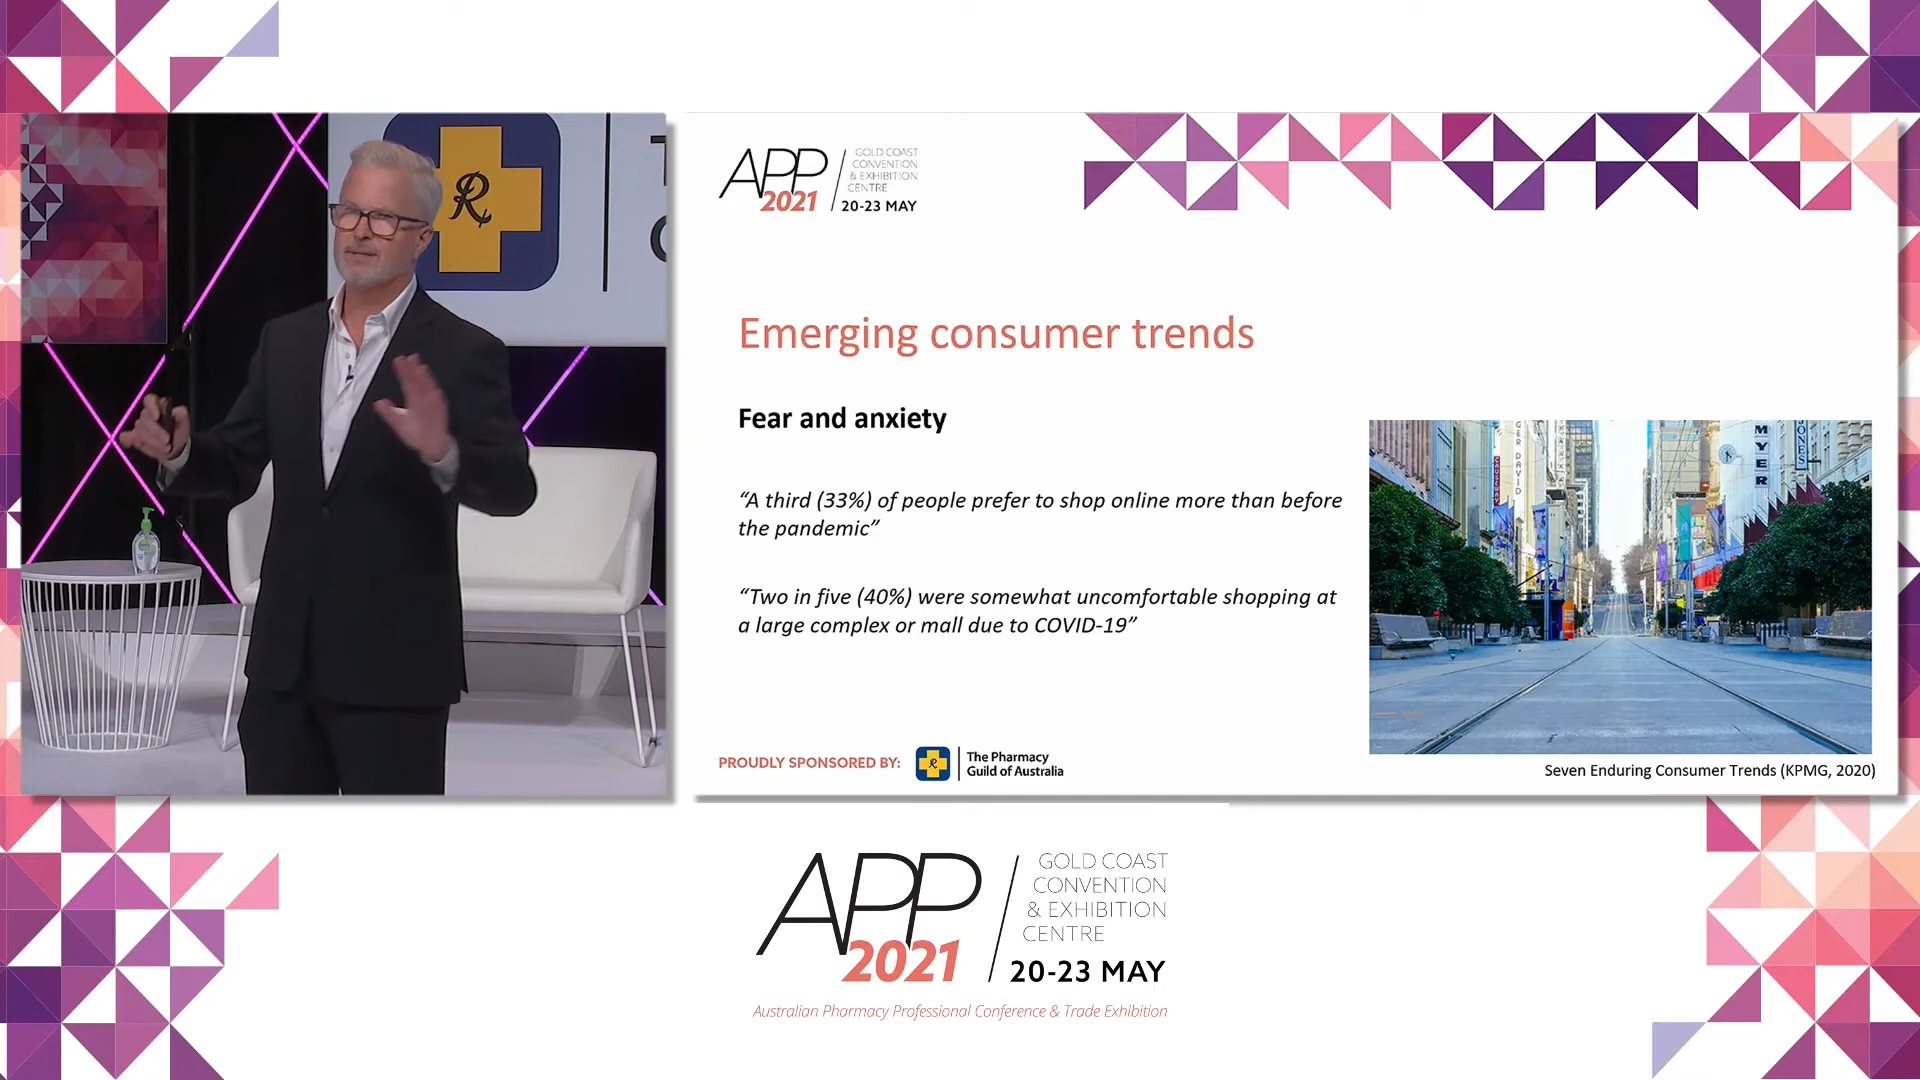 R
APP
2021
GOLD COAST
CONVENTION
& EXHIBITION
CENTRE
20-23 MAY
Emerging consumer trends
Fear and anxiety
“A third (33%) of people prefer to shop online more than before
the pandemic”
“Two in five (40%) were somewhat uncomfortable shopping at
a large complex or mall due to COVID-19”
GER DAVID
MYER
JONES
PROUDLY SPONSORED BY:
The Pharmacy
Guild of Australia
Seven Enduring Consumer Trends (KPMG, 2020)
APP
2021
GOLD COAST
CONVENTION
& EXHIBITION
CENTRE
20-23 MAY
Australian Pharmacy Professional Conference & Trade Exhibition